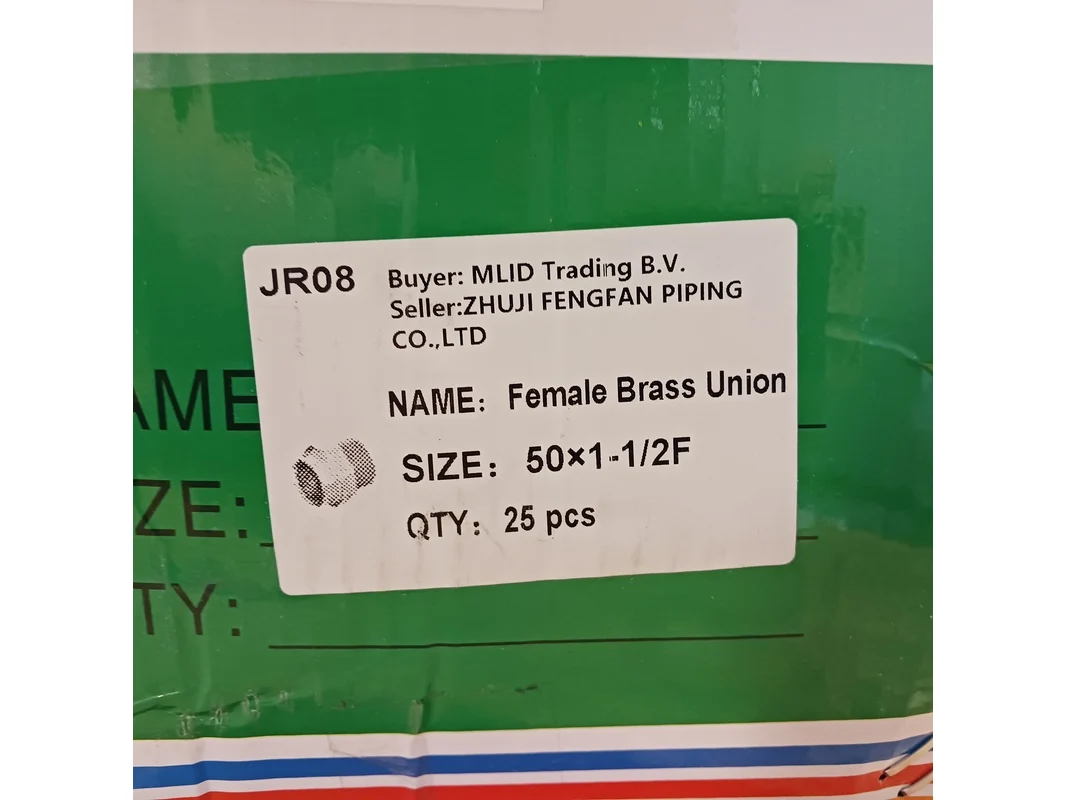 JR08
Buyer: MLID Trading B.V.
Seller:ZHUJI FENGFAN PIPING
CO.,LTD
NAME: Female Brass Union
SIZE: 50×1-1/2F
QTY: 25 pcs
AME
ZE:
TY: